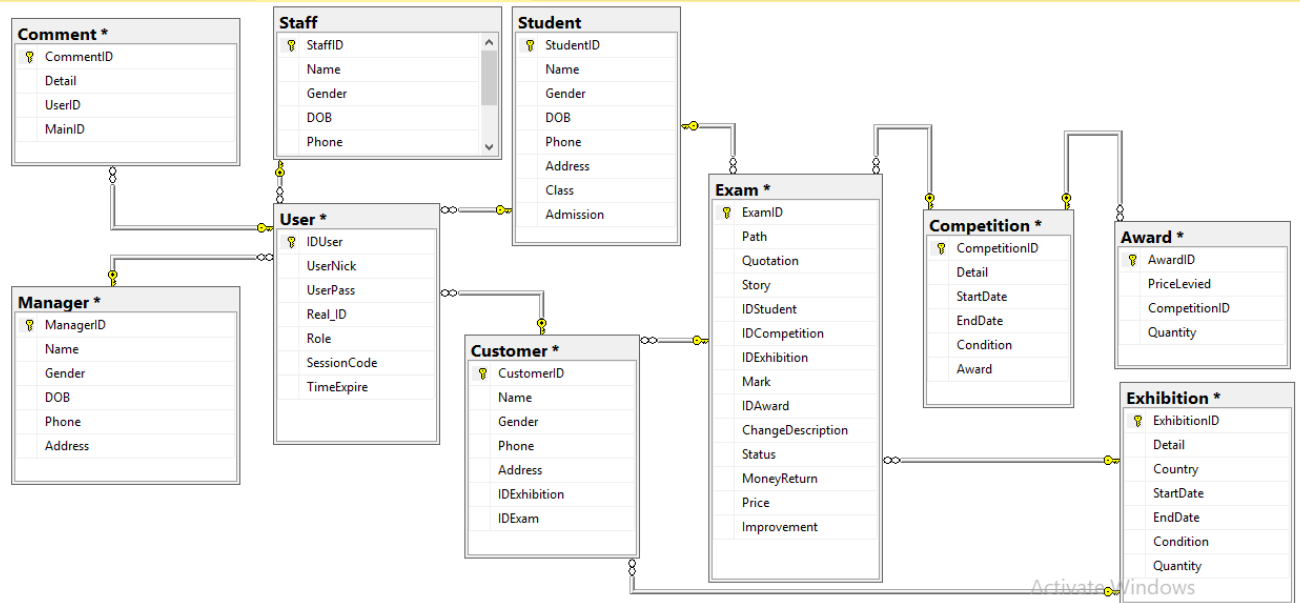 Comment *
CommentID
Detail
UserID
MainID
Staff
StaffID
Name
Gender
DOB
Phone
Student
StudentID
Name
Gender
DOB
Phone
Address
Class
Admission
User *
IDUser
UserNick
UserPass
Real_ID
Role
SessionCode
TimeExpire
Manager *
ManagerID
Name
Gender
DOB
Phone
Address
Customer *
CustomerID
Name
Gender
Phone
Address
IDExhibition
IDExam
Exam *
ExamID
Path
Quotation
Story
IDStudent
IDCompetition
IDExhibition
Mark
IDAward
ChangeDescription
Status
MoneyReturn
Price
Improvement
Competition *
CompetitionID
Detail
StartDate
EndDate
Condition
Award
Award *
AwardID
PriceLevied
CompetitionID
Quantity
Exhibition *
ExhibitionID
Detail
Country
StartDate
EndDate
Condition
Quantity
Activate Windows